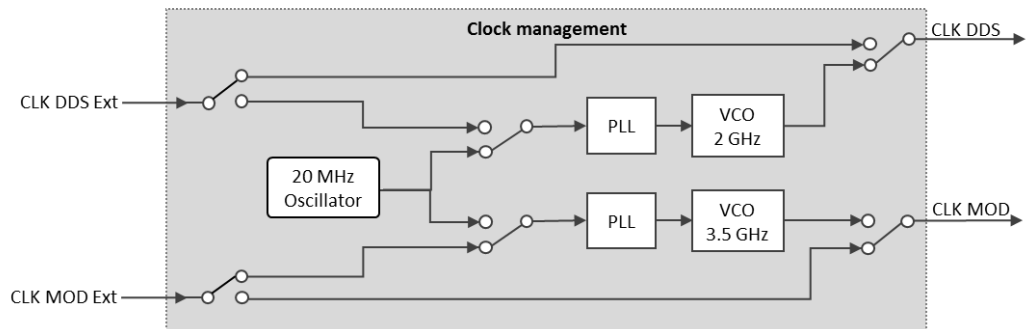 Clock management
CLK DDS
CLK DDS Ext
PLL
VCO
2 GHz
20 MHz
Oscillator
PLL
VCO
3.5 GHz
CLK MOD
CLK MOD Ext